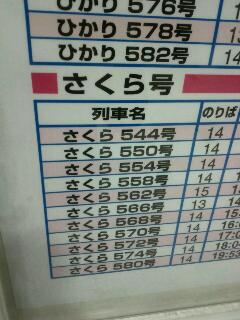 ひかり 576号
ひかり 578号
ひかり 582号 14
さくら号
列車名 のりば
さくら 544号 14
さくら 550号 14
さくら 554号 14
さくら 558号 14
さくら 562号 15
さくら 566号 13
さくら 568号 14
さくら 570号 14
さくら 572号 14
さくら 574号 14
さくら 580号 14 19:53